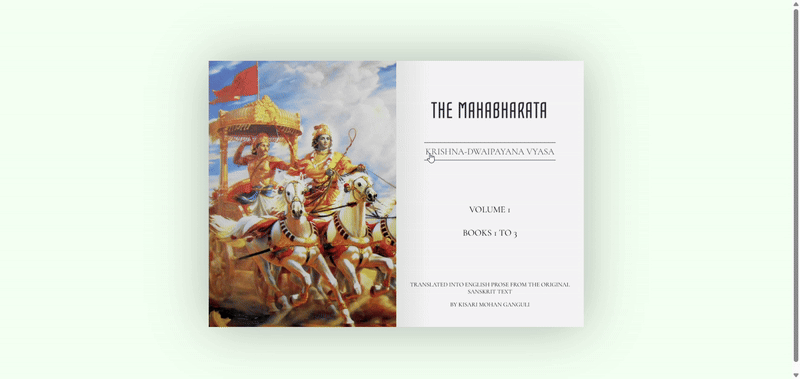 THE MAHABHARATA
KRISHNA-DWAIPAYANA VYASA
VOLUME 1
BOOKS 1 TO 3
TRANSLATED INTO ENGLISH PROSE FROM THE ORIGINAL
SANSKRIT TEXT
BY KISARI MOHAN GANGULI